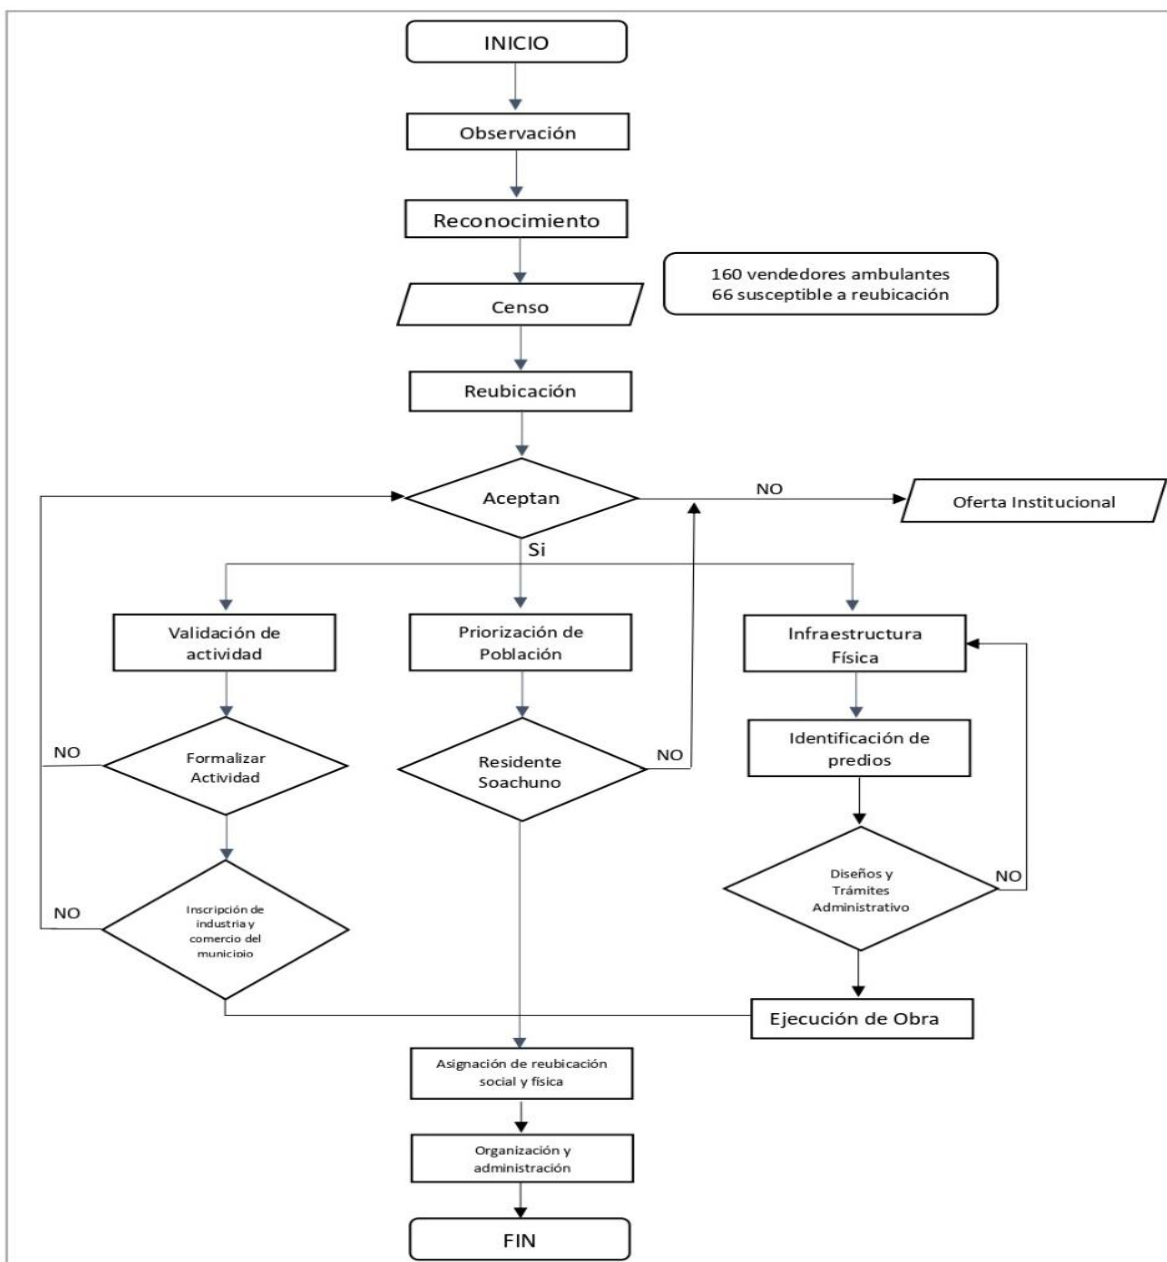 INICIO
Observación
Reconocimiento
160 vendedores ambulantes
66 susceptible a reubicación
Censo
Reubicación
Aceptan
NO
Oferta Institucional
Si
Validación de
actividad
Priorización de
Población
Infraestructura
Física
NO
Formalizar
Actividad
Residente
Soachuno
NO
Identificación de
predios
Diseños y
Trámites
Administrativo
NO
NO
Inscripción de
industria y
comercio del
municipio
Ejecución de Obra
Asignación de reubicación
social y física
Organización y
administración
FIN